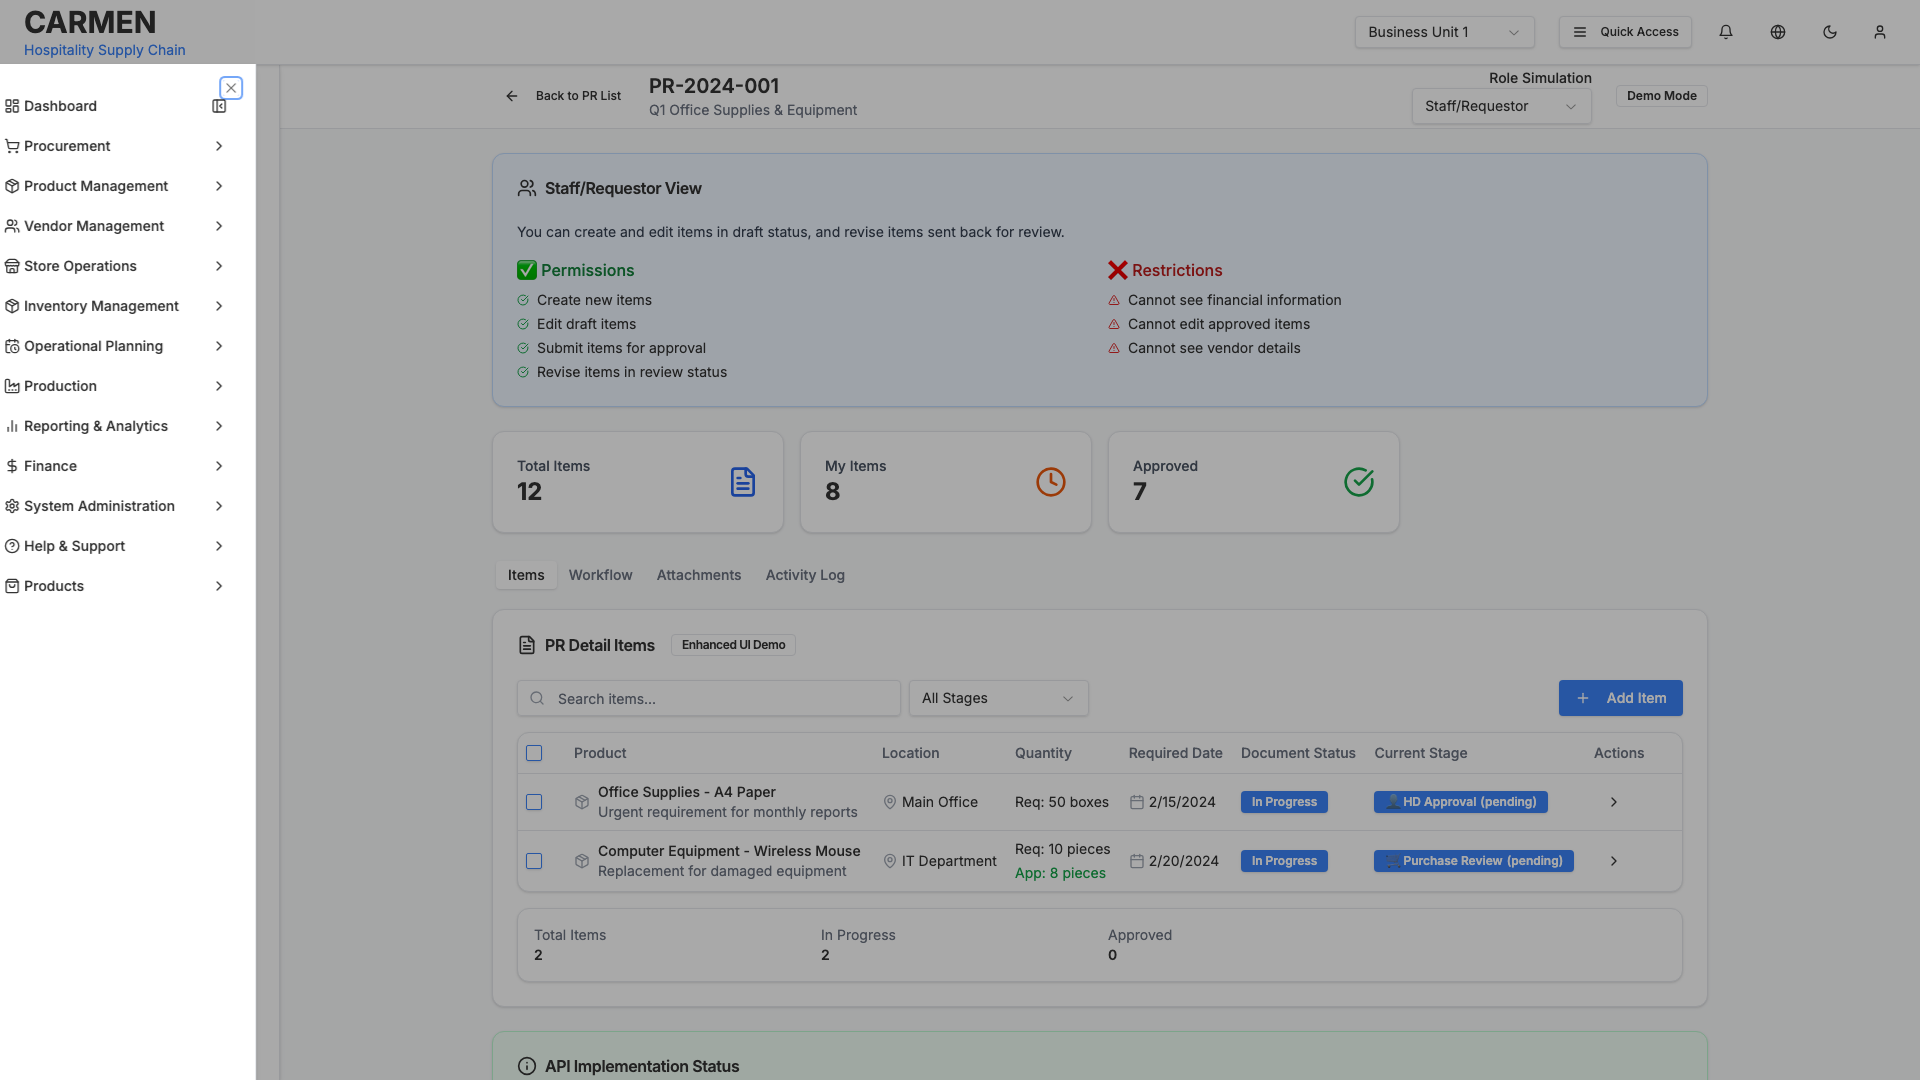 CARMEN
Hospitality Supply Chain
Business Unit 1
Quick Access
Dashboard
Procurement
Product Management
Vendor Management
Store Operations
Inventory Management
Operational Planning
Production
Reporting & Analytics
Finance
System Administration
Help & Support
Products
Back to PR List
PR-2024-001
Q1 Office Supplies & Equipment
Role Simulation
Staff/Requestor
Demo Mode
Staff/Requestor View
You can create and edit items in draft status, and revise items sent back for review.
✅ Permissions
Create new items
Edit draft items
Submit items for approval
Revise items in review status
❌ Restrictions
Cannot see financial information
Cannot edit approved items
Cannot see vendor details
Total Items
12
My Items
8
Approved
7
Items Workflow Attachments Activity Log
PR Detail Items
Enhanced UI Demo
Search items...
All Stages
Add Item
Product Location Quantity Required Date Document Status Current Stage Actions
Office Supplies - A4 Paper
Urgent requirement for monthly reports
Main Office
Req: 50 boxes
2/15/2024
In Progress
HD Approval (pending)
Computer Equipment - Wireless Mouse
Replacement for damaged equipment
IT Department
Req: 10 pieces
App: 8 pieces
2/20/2024
In Progress
Purchase Review (pending)
Total Items
2
In Progress
2
Approved
0
API Implementation Status